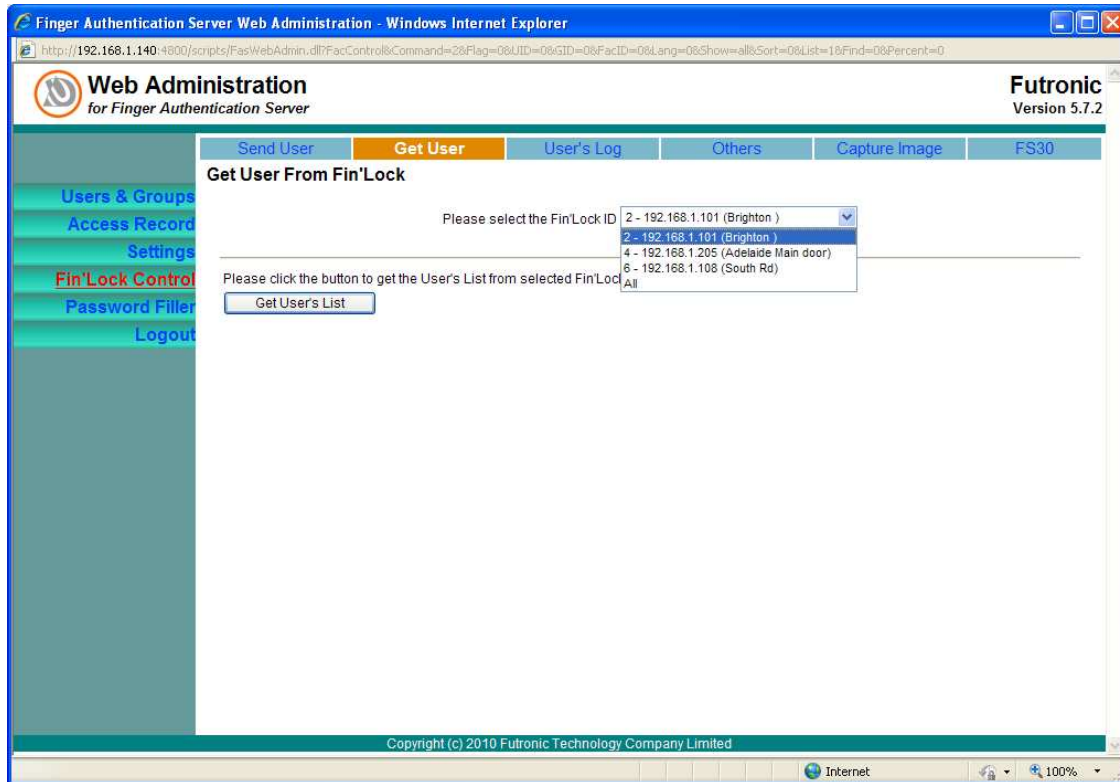 Finger Authentication Server Web Administration - Windows Internet Explorer
http://192.168.1.140:4800/scripts/FasWebAdmin.dll?FacControl&Command=2&Flag=0&UID=0&GID=0&FacID=0&Lang=0&Show=all&Sort=0&List=1&Find=0&Percent=0
Web Administration
for Finger Authentication Server
Futronic
Version 5.7.2
Send User Get User User's Log Others Capture Image FS30
Get User From Fin'Lock
Users & Groups
Access Record
Settings
Fin'Lock Control
Password Filler
Logout
Please select the Fin'Lock ID 2 - 192.168.1.101 (Brighton )
2 - 192.168.1.101 (Brighton )
4 - 192.168.1.205 (Adelaide Main door)
6 - 192.168.1.108 (South Rd)
All
Please click the button to get the User's List from selected Fin'Loc
Get User's List
Copyright (c) 2010 Futronic Technology Company Limited
Internet 100%